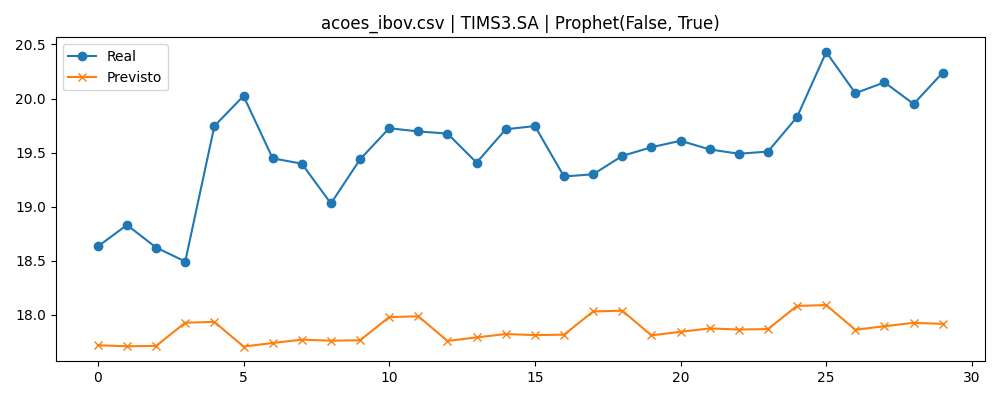 acoes_ibov.csv | TIMS3.SA | Prophet(False, True)
Real
Previsto
20.5
20.0
19.5
19.0
18.5
18.0
0 5 10 15 20 25 30